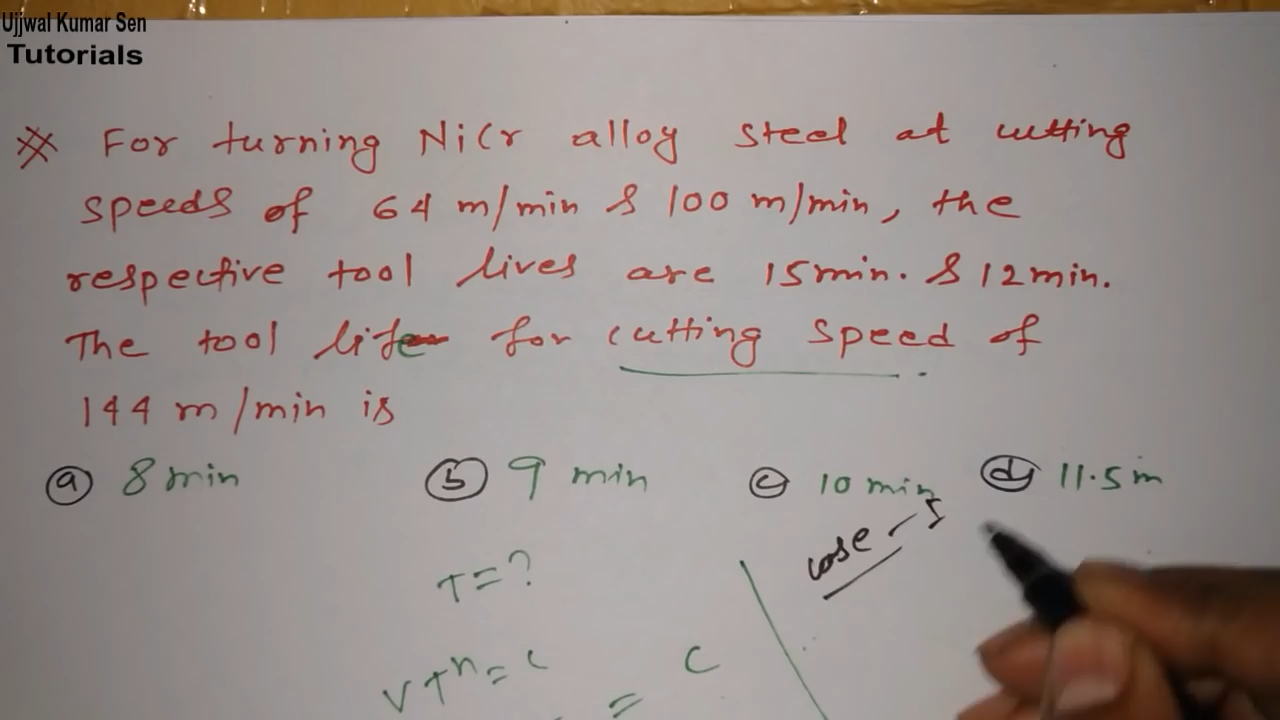 Ujjwal Kumar Sen
Tutorials
※ For turning NiCr alloy steel at cutting
speeds of 64 m/min & 100 m/min, the
respective tool lives are 15min. & 12min.
The tool life for cutting speed of
144 m/min is
(a) 8 min (b) 9 min (c) 10 min (d) 11.5 m
case - I
T = ?
VT^n = C
= C